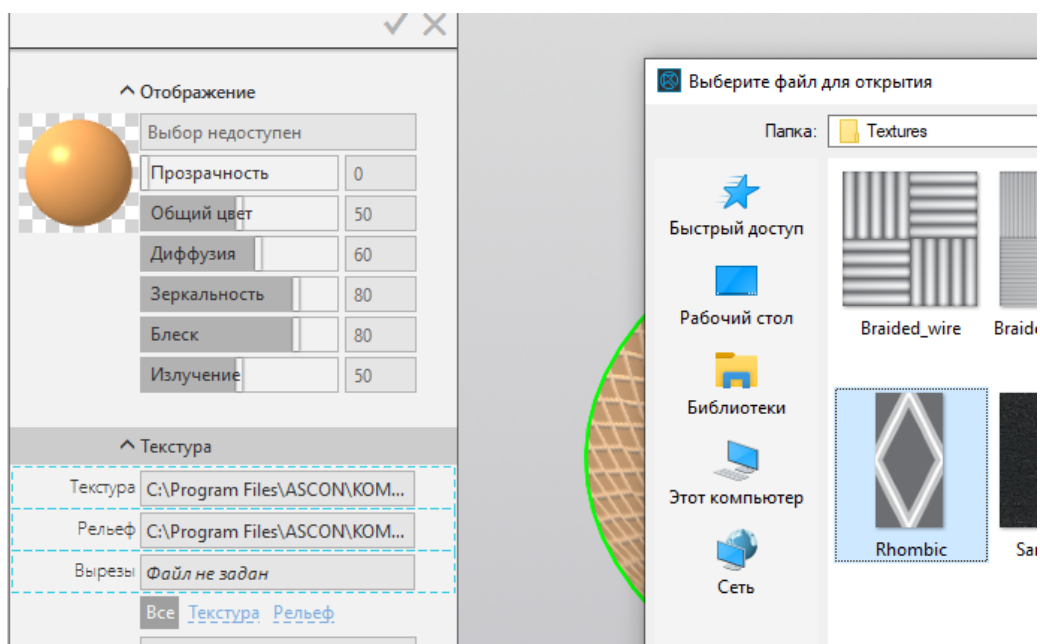 Отображение
Выбор недоступен
Прозрачность 0
Общий цвет 50
Диффузия 60
Зеркальность 80
Блеск 80
Излучение 50
Текстура
Текстура C:\Program Files\ASCON\KOM...
Рельеф C:\Program Files\ASCON\KOM...
Вырезы Файл не задан
Все Текстура Рельеф
Выберите файл для открытия
Папка: Textures
Быстрый доступ
Рабочий стол
Библиотеки
Этот компьютер
Сеть
Braided_wire
Rhombic